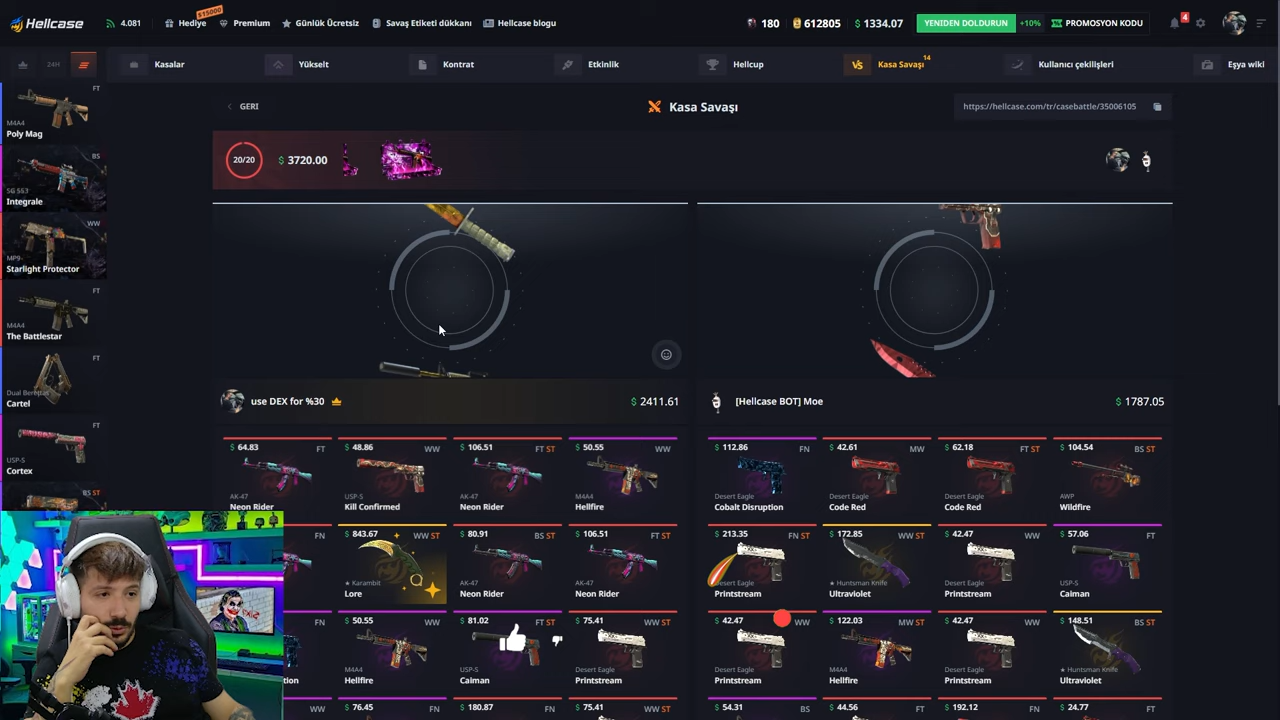 HELLCASE
4.081
Hediye
$15000
Premium
Günlük Ücretsiz
Savaş Etiketi dükkanı
Hellcase blogu
180
612805
$ 1334.07
YENİDEN DOLDURUN
+10%
PROMOSYON KODU
4
24H
Kasalar
Yükselt
Kontrat
Etkinlik
Hellcup
VS
Kasa Savaşı
14
Kullanıcı çekilişleri
Eşya wiki
GERİ
Kasa Savaşı
https://hellcase.com/tr/casebattle/35006105
20/20
$ 3720.00
FT
M4A4
Poly Mag
BS
SG 553
Integrale
WW
MP9
Starlight Protector
FT
M4A4
The Battlestar
FT
Dual Berettas
Cartel
FT
USP-S
Cortex
BS ST
use DEX for %30
$ 2411.61
[Hellcase BOT] Moe
$ 1787.05
$ 64.83 FT
AK-47
Neon Rider
$ 48.86 WW
USP-S
Kill Confirmed
$ 106.51 FT ST
AK-47
Neon Rider
$ 50.55 WW
M4A4
Hellfire
$ 112.86 FN
Desert Eagle
Cobalt Disruption
$ 42.61 MW
Desert Eagle
Code Red
$ 62.18 FT ST
Desert Eagle
Code Red
$ 104.54 BS ST
AWP
Wildfire
FN
$ 843.67 WW ST
★ Karambit
Lore
$ 80.91 BS ST
AK-47
Neon Rider
$ 106.51 FT ST
AK-47
Neon Rider
$ 213.35 FN ST
Desert Eagle
Printstream
$ 172.85 WW ST
★ Huntsman Knife
Ultraviolet
$ 42.47 WW
Desert Eagle
Printstream
$ 57.06 FN
USP-S
Caiman
FN
$ 50.55 WW
M4A4
Hellfire
$ 81.02 FT ST
USP-S
Caiman
$ 75.41 WW ST
Desert Eagle
Printstream
$ 42.47 WW
Desert Eagle
Printstream
$ 122.03 MW ST
M4A4
Hellfire
$ 42.47 WW
Desert Eagle
Printstream
$ 148.51 BS ST
★ Huntsman Knife
Ultraviolet
WW
$ 76.45 FN
$ 180.87 FN
$ 75.41 WW ST
$ 54.31 BS
$ 44.56 FT
$ 192.12 FN
$ 24.77 FT